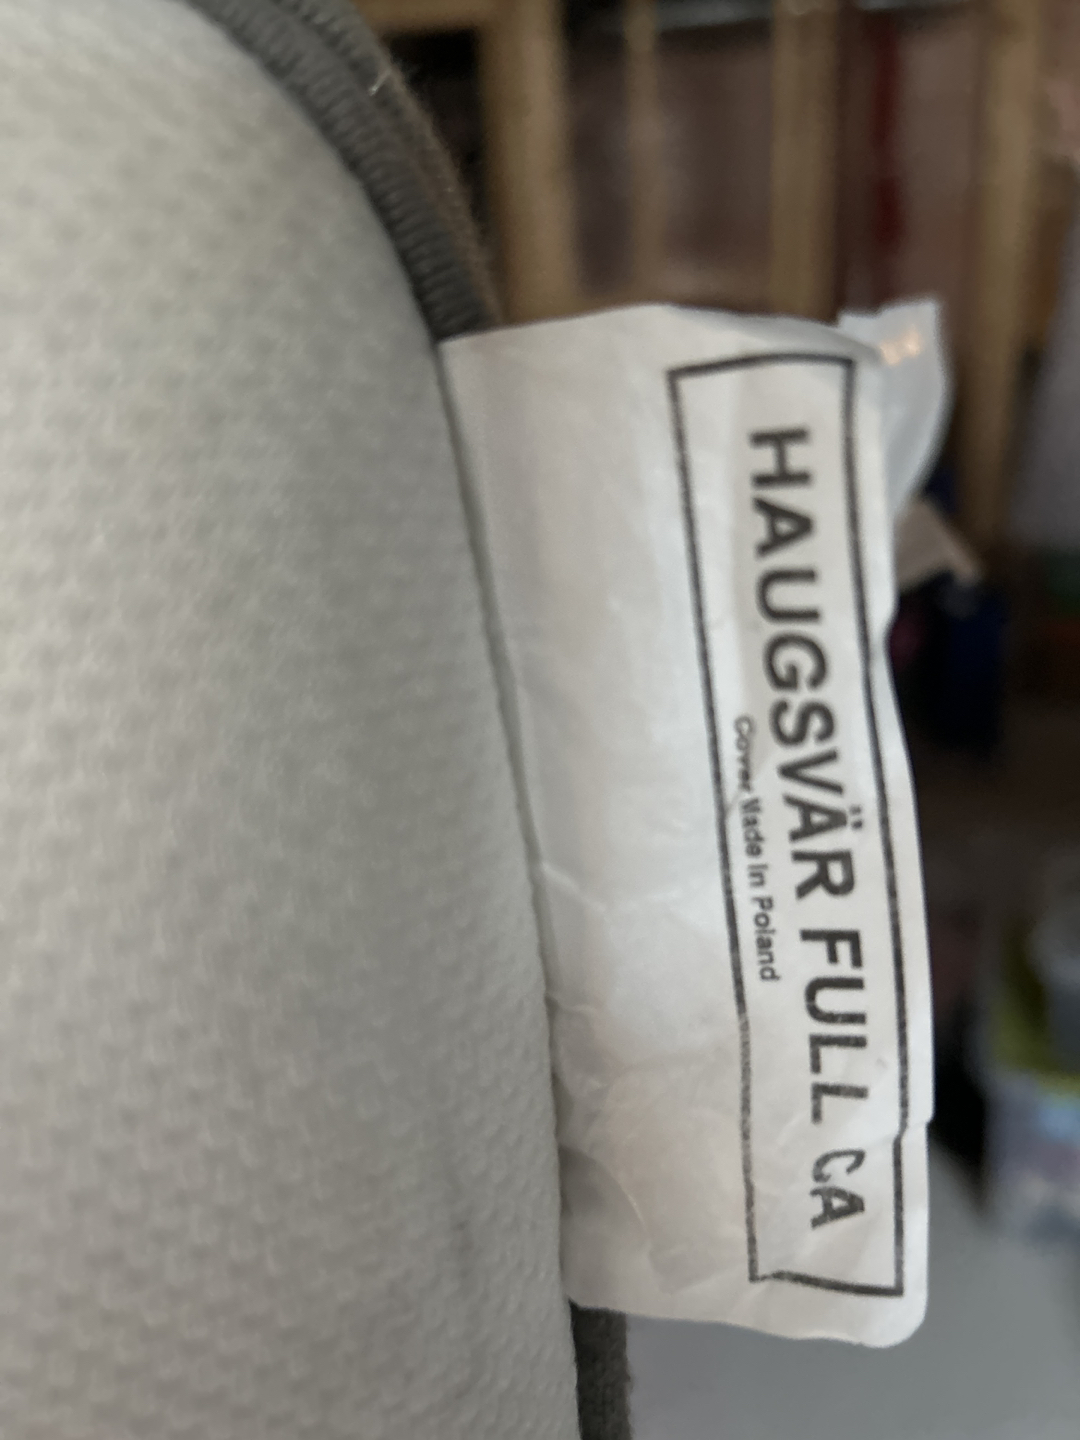 HAUGSVÄR FULL CA
Cover Made In Poland